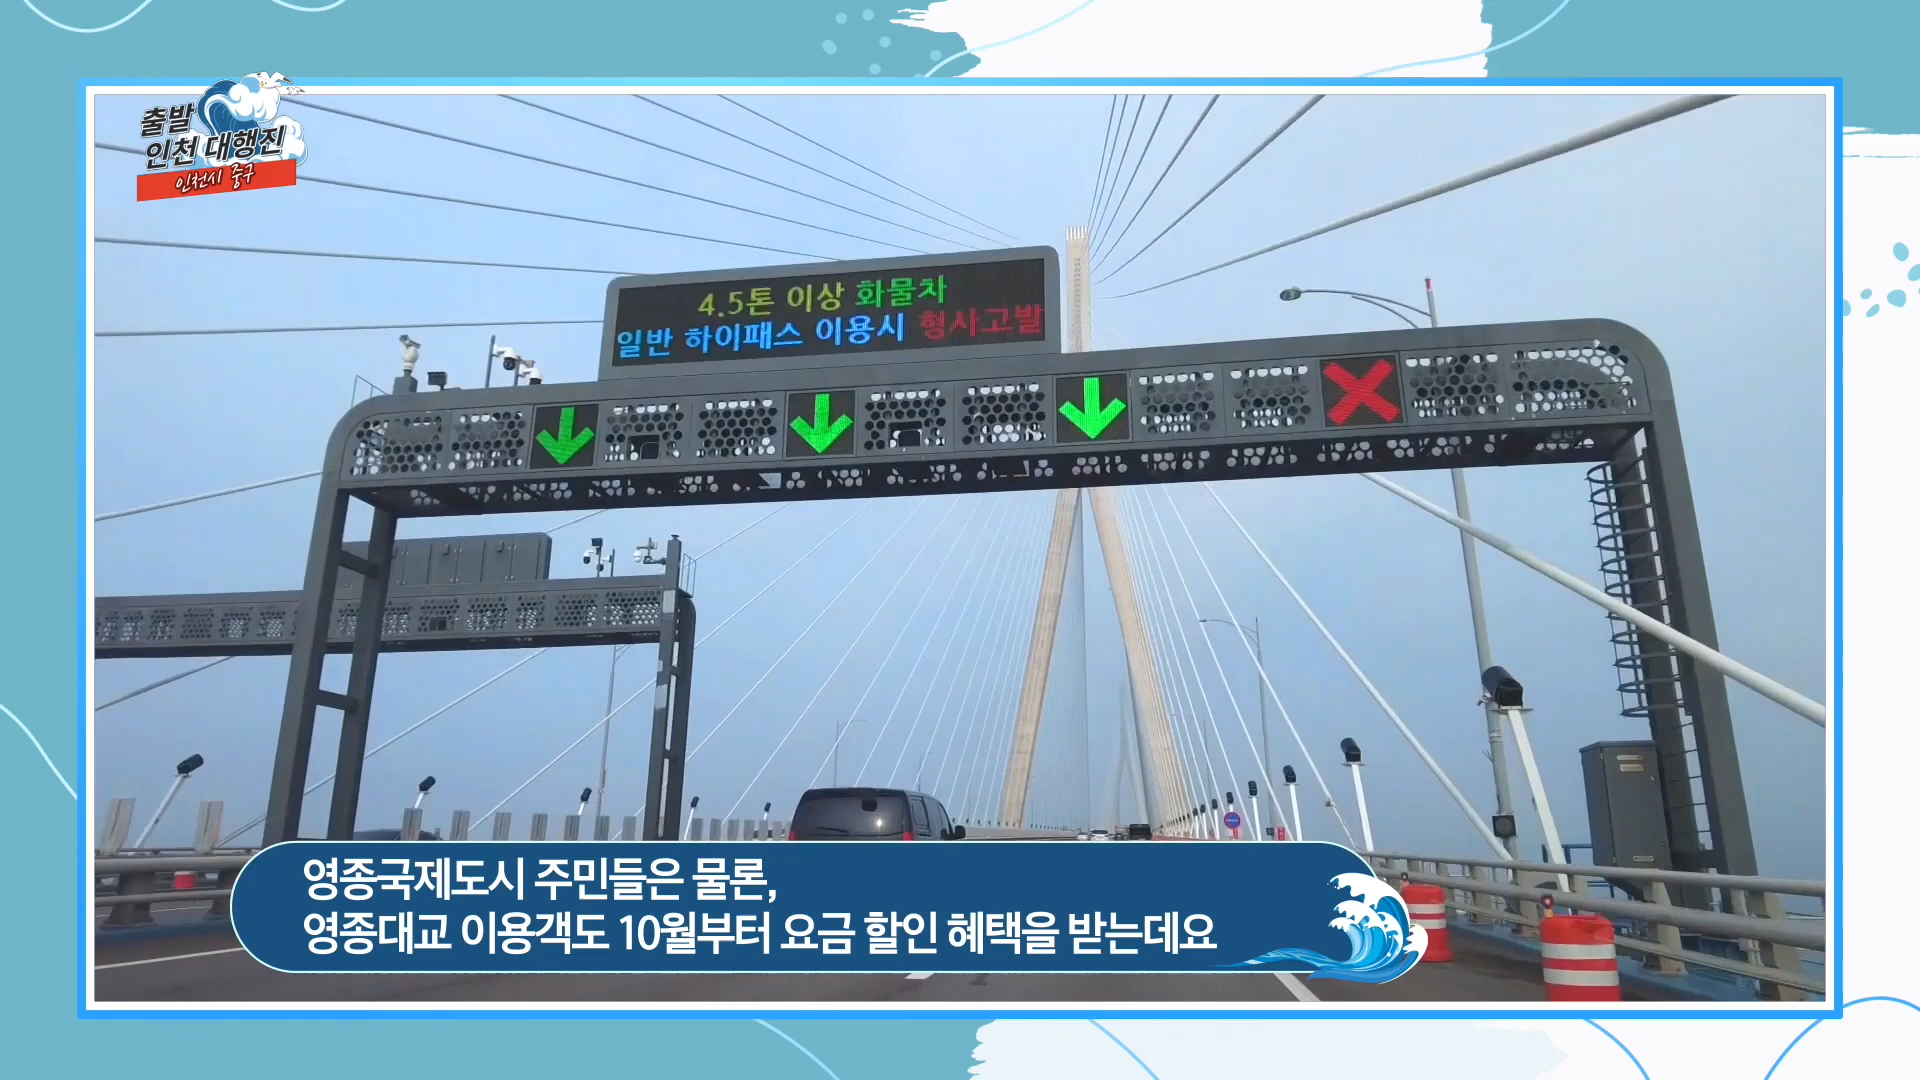 출발
인천 대행진
인천시 중구
4.5톤 이상 화물차
일반 하이패스 이용시 형사고발
영종국제도시 주민들은 물론,
영종대교 이용객도 10월부터 요금 할인 혜택을 받는데요